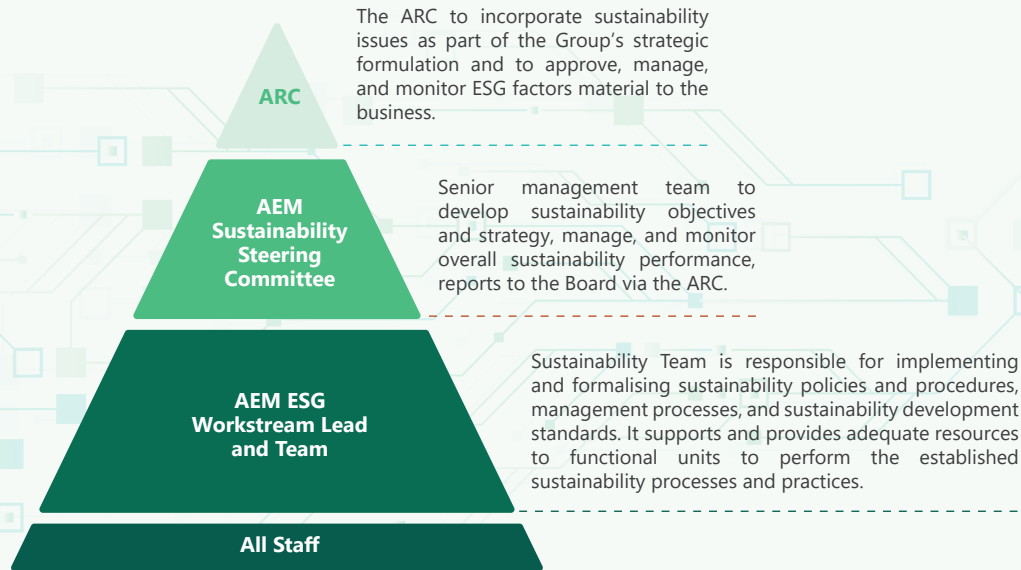 The ARC to incorporate sustainability
issues as part of the Group's strategic
formulation and to approve, manage,
and monitor ESG factors material to the
business.
ARC
Senior management team to
develop sustainability objectives
and strategy, manage, and monitor
overall sustainability performance,
reports to the Board via the ARC.
AEM
Sustainability
Steering
Committee
Sustainability Team is responsible for implementing
and formalising sustainability policies and procedures,
management processes, and sustainability development
standards. It supports and provides adequate resources
to functional units to perform the established
sustainability processes and practices.
AEM ESG
Workstream Lead
and Team
All Staff